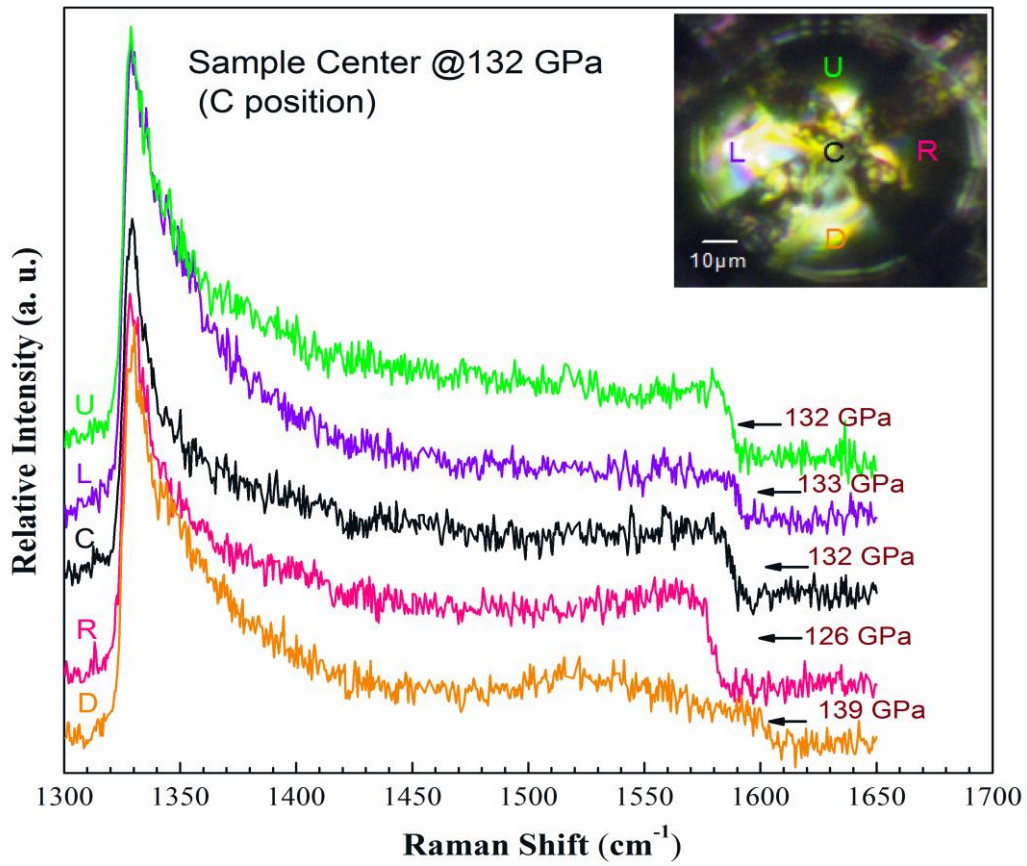 Sample Center @132 GPa
(C position)
U
L
C
R
D
10μm
U
L
C
R
D
132 GPa
133 GPa
132 GPa
126 GPa
139 GPa
Relative Intensity (a. u.)
1300 1350 1400 1450 1500 1550 1600 1650 1700
Raman Shift (cm⁻¹)